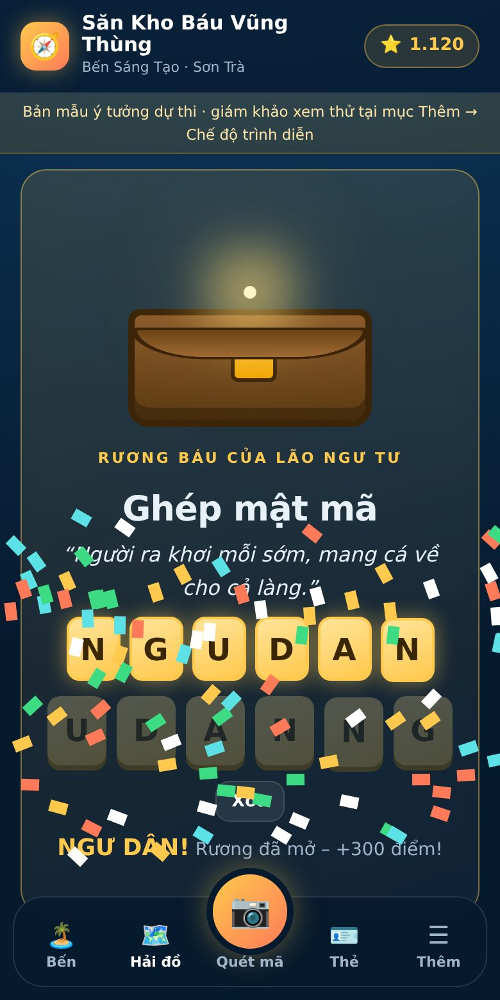 Săn Kho Báu Vũng
Thùng
Bến Sáng Tạo · Sơn Trà
1.120
Bản mẫu ý tưởng dự thi · giám khảo xem thử tại mục Thêm →
Chế độ trình diễn
RƯƠNG BÁU CỦA LÃO NGƯ TƯ
Ghép mật mã
“Người ra khơi mỗi sớm, mang cá về
cho cả làng.”
N G U D A N
U D A N N G
NGƯ DÂN! Rương đã mở – +300 điểm!
Bến
Hải đồ
Quét mã
Thẻ
Thêm